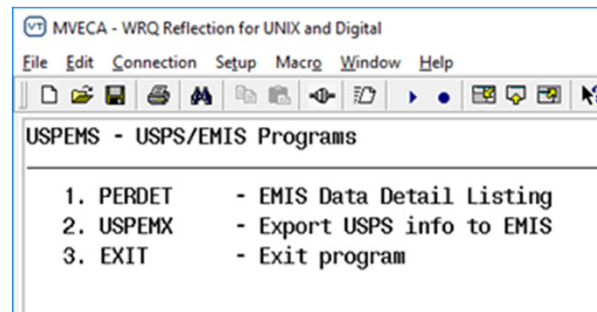 VT MVECA - WRQ Reflection for UNIX and Digital
File Edit Connection Setup Macro Window Help
USPEMS - USPS/EMIS Programs
1. PERDET - EMIS Data Detail Listing
2. USPEMX - Export USPS info to EMIS
3. EXIT - Exit program